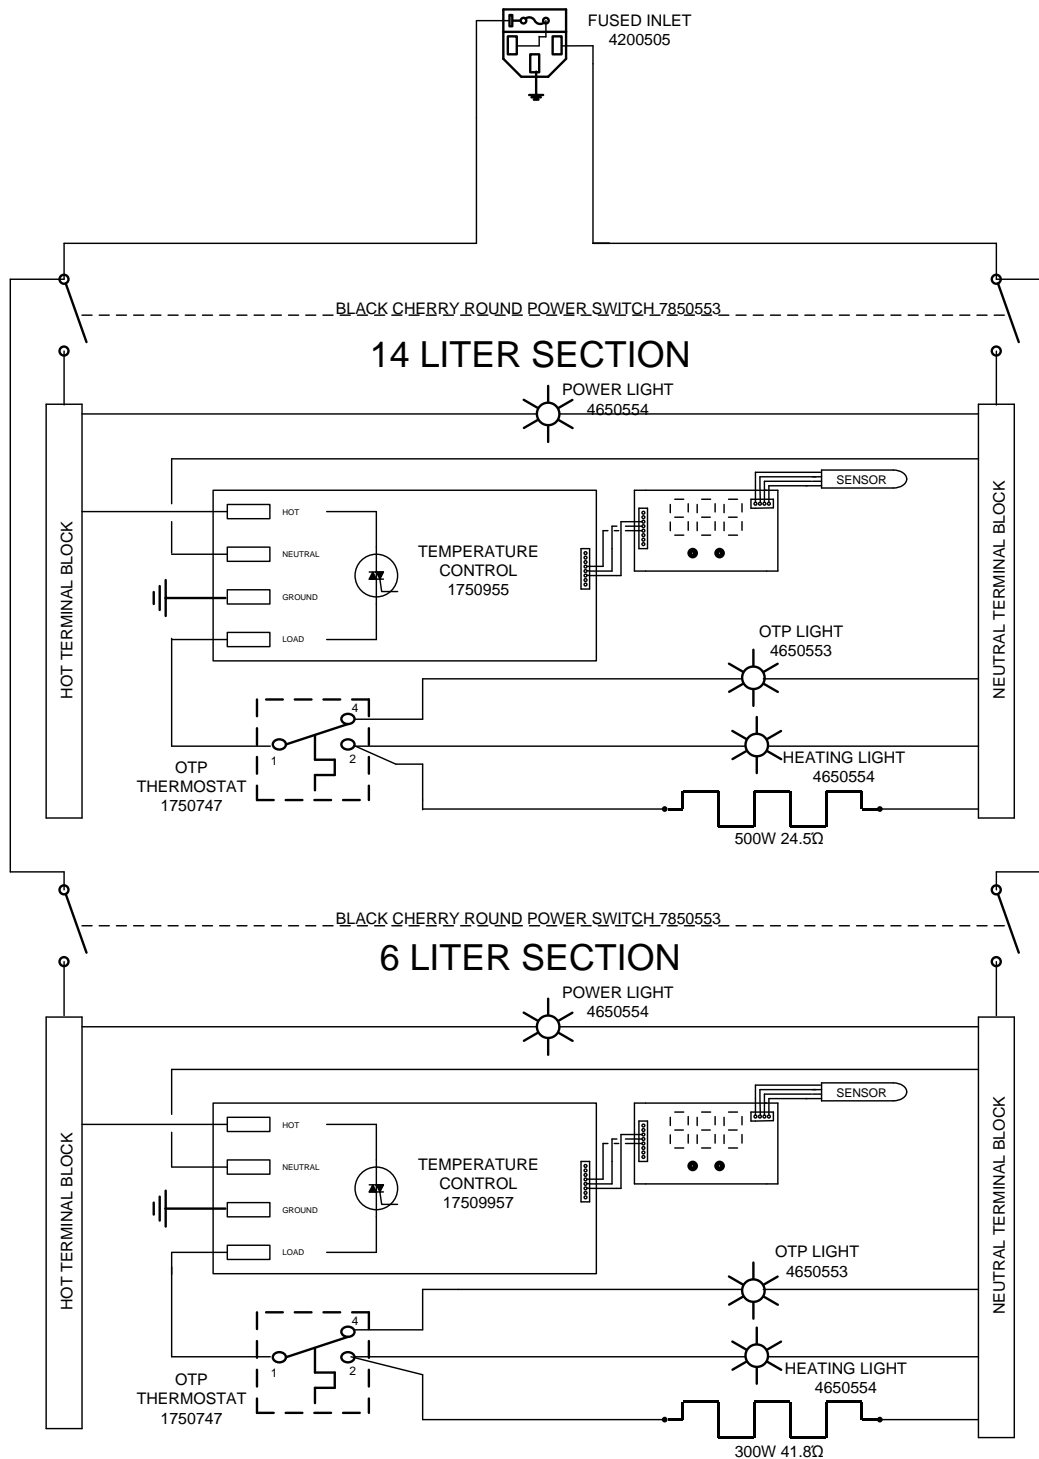 FUSED INLET
4200505
BLACK CHERRY ROUND POWER SWITCH 7850553
14 LITER SECTION
POWER LIGHT
4650554
HOT TERMINAL BLOCK
NEUTRAL TERMINAL BLOCK
SENSOR
HOT
NEUTRAL
GROUND
LOAD
TEMPERATURE
CONTROL
1750955
OTP LIGHT
4650553
4
1
2
OTP
THERMOSTAT
1750747
HEATING LIGHT
4650554
500W 24.5Ω
BLACK CHERRY ROUND POWER SWITCH 7850553
6 LITER SECTION
POWER LIGHT
4650554
HOT TERMINAL BLOCK
NEUTRAL TERMINAL BLOCK
SENSOR
HOT
NEUTRAL
GROUND
LOAD
TEMPERATURE
CONTROL
17509957
OTP LIGHT
4650553
4
1
2
OTP
THERMOSTAT
1750747
HEATING LIGHT
4650554
300W 41.8Ω